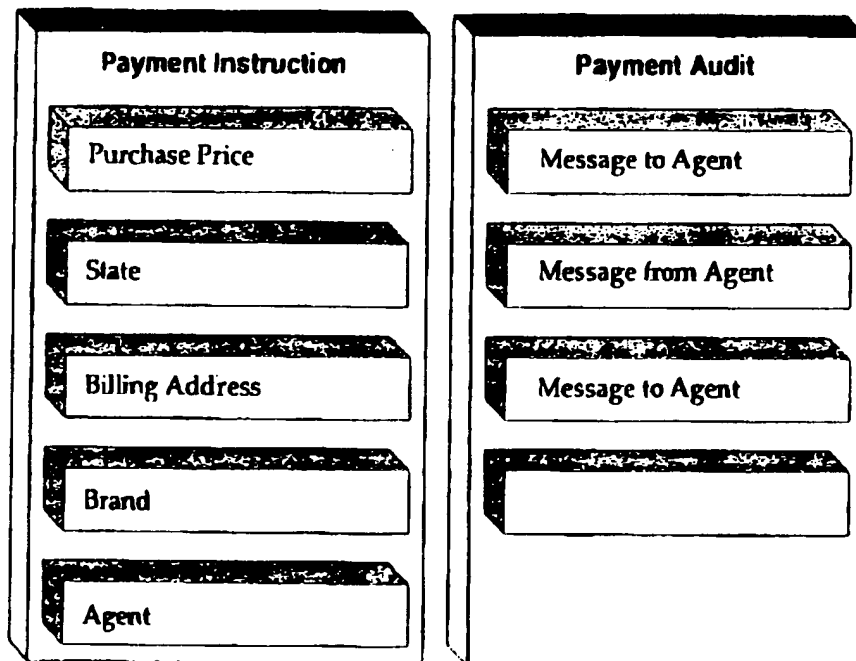 Payment Instruction
Purchase Price
State
Billing Address
Brand
Agent
Payment Audit
Message to Agent
Message from Agent
Message to Agent